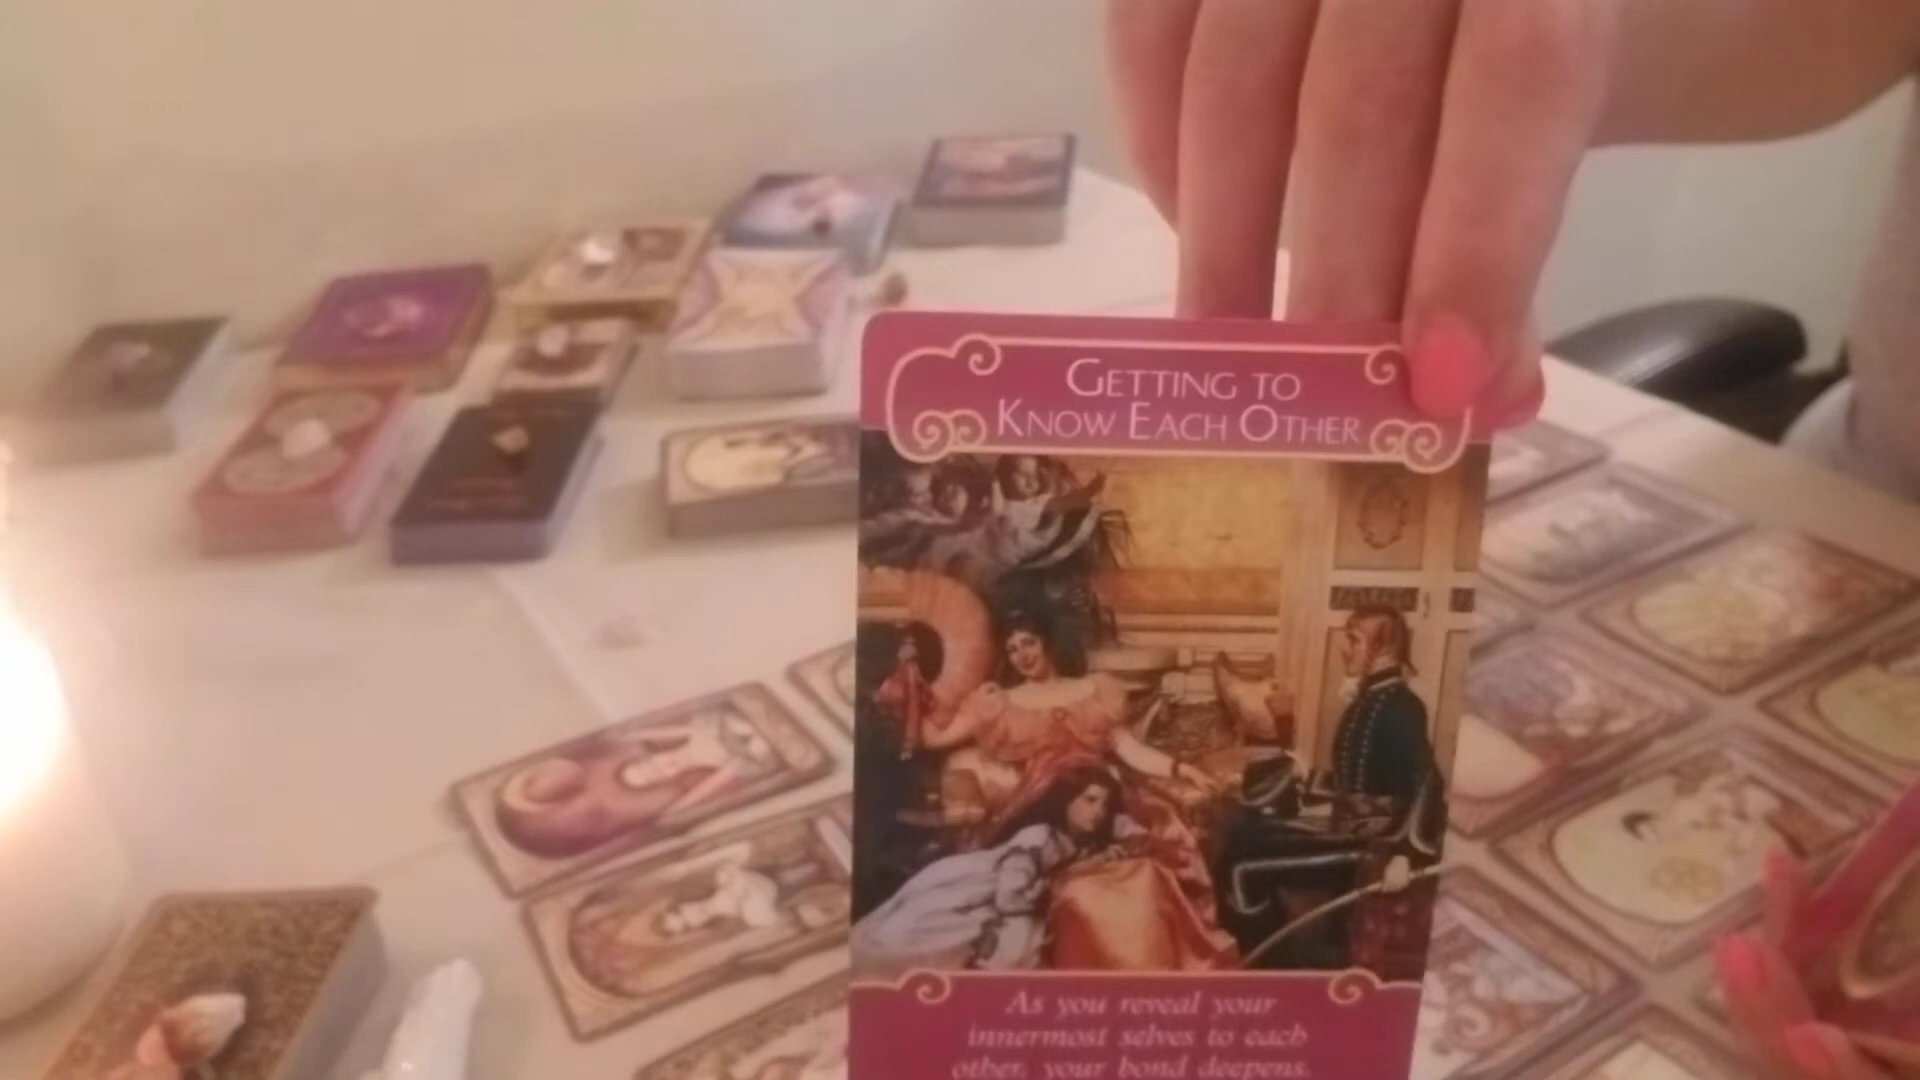 GETTING TO
KNOW EACH OTHER
As you reveal your
innermost selves to each
other, your bond deepens.